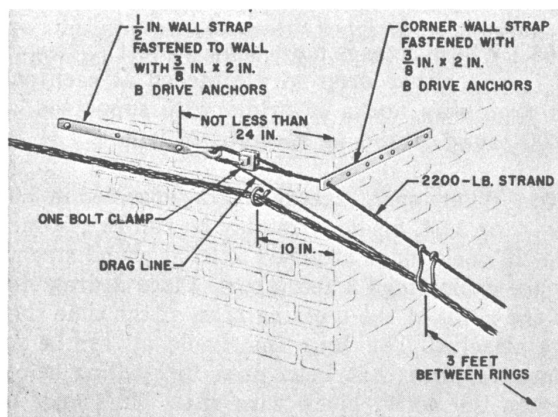 1/2 IN. WALL STRAP
FASTENED TO WALL
WITH 3/8 IN. × 2 IN.
B DRIVE ANCHORS
CORNER WALL STRAP
FASTENED WITH
3/8 IN. × 2 IN.
B DRIVE ANCHORS
NOT LESS THAN
24 IN.
2200-LB. STRAND
ONE BOLT CLAMP
10 IN.
DRAG LINE
3 FEET
BETWEEN RINGS